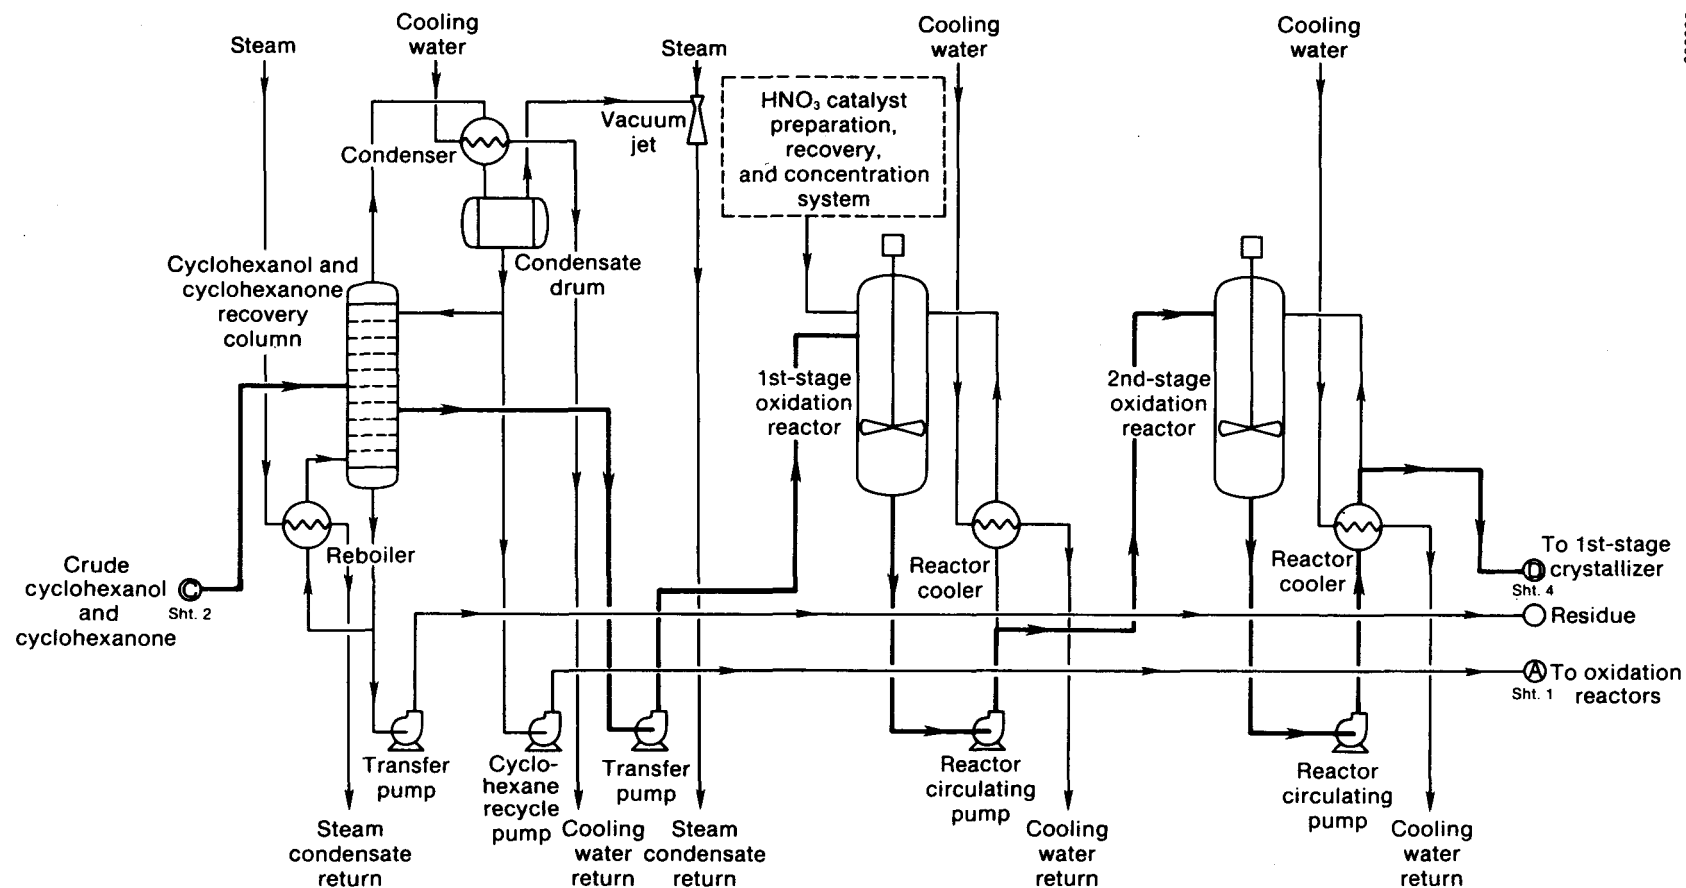 Steam
Cooling
water
Steam
Cooling
water
Cooling
water
HNO₃ catalyst
preparation,
recovery,
and concentration
system
Vacuum
jet
Condenser
Condensate
drum
Cyclohexanol and
cyclohexanone
recovery
column
1st-stage
oxidation
reactor
2nd-stage
oxidation
reactor
Reboiler
Reactor
cooler
Reactor
cooler
Crude
cyclohexanol
and
cyclohexanone
C
Sht. 2
D
To 1st-stage
crystallizer
Sht. 4
Residue
A
To oxidation
reactors
Sht. 1
Transfer
pump
Cyclo-
hexane
recycle
pump
Transfer
pump
Reactor
circulating
pump
Reactor
circulating
pump
Steam
condensate
return
Cooling
water
return
Steam
condensate
return
Cooling
water
return
Cooling
water
return